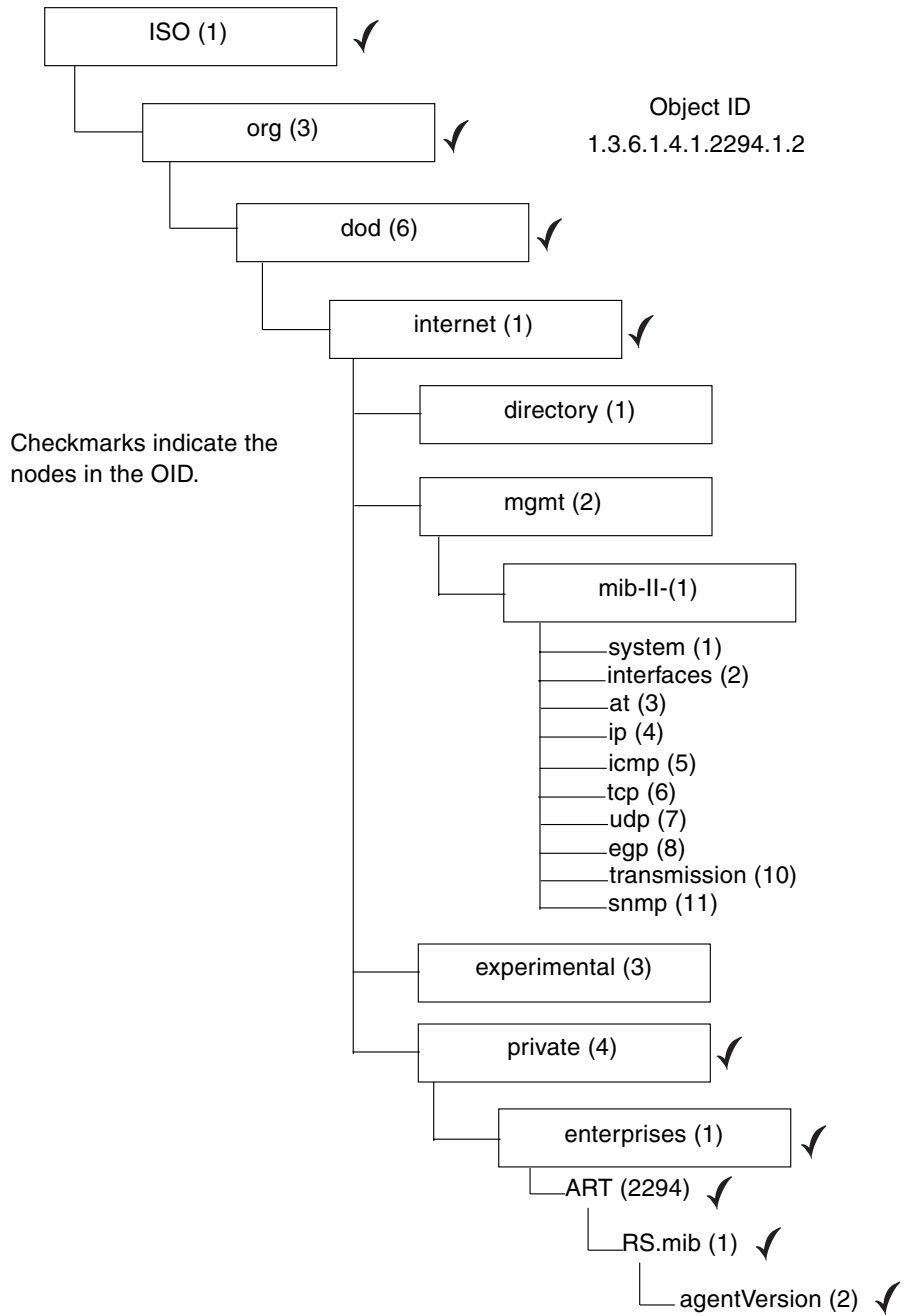 ISO (1)
org (3)
Object ID
1.3.6.1.4.1.2294.1.2
dod (6)
internet (1)
directory (1)
Checkmarks indicate the
nodes in the OID.
mgmt (2)
mib-II-(1)
system (1)
interfaces (2)
at (3)
ip (4)
icmp (5)
tcp (6)
udp (7)
egp (8)
transmission (10)
snmp (11)
experimental (3)
private (4)
enterprises (1)
ART (2294)
RS.mib (1)
agentVersion (2)